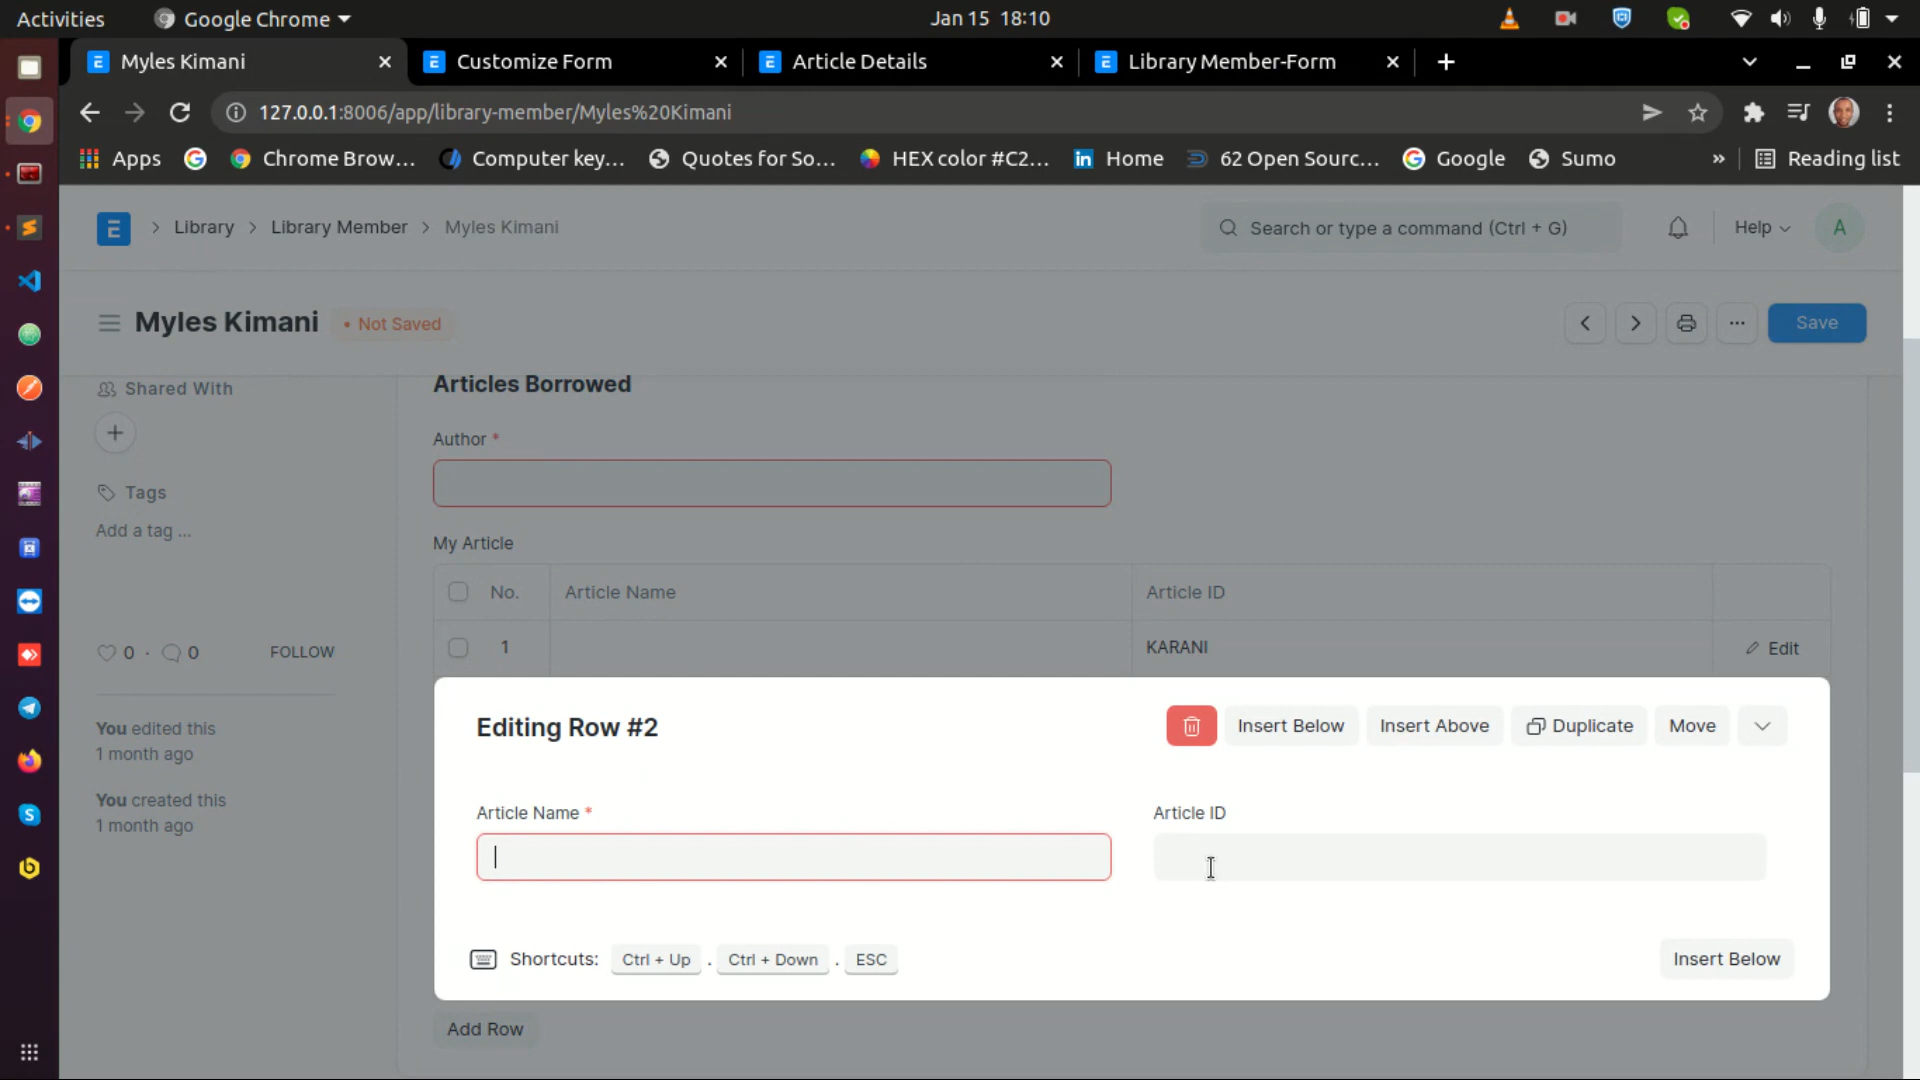 Activities
Google Chrome
Jan 15 18:10
Myles Kimani
Customize Form
Article Details
Library Member-Form
127.0.0.1:8006/app/library-member/Myles%20Kimani
Apps
Chrome Brow...
Computer key...
Quotes for So...
HEX color #C2...
Home
62 Open Sourc...
Google
Sumo
»
Reading list
E > Library > Library Member > Myles Kimani
Search or type a command (Ctrl + G)
Help
A
Myles Kimani
• Not Saved
Save
Shared With
Tags
Add a tag ...
0 · 0
FOLLOW
You edited this
1 month ago
You created this
1 month ago
Articles Borrowed
Author *
My Article
No.
Article Name
Article ID
1
KARANI
Edit
Editing Row #2
Insert Below
Insert Above
Duplicate
Move
Article Name *
Article ID
Shortcuts: Ctrl + Up . Ctrl + Down . ESC
Insert Below
Add Row